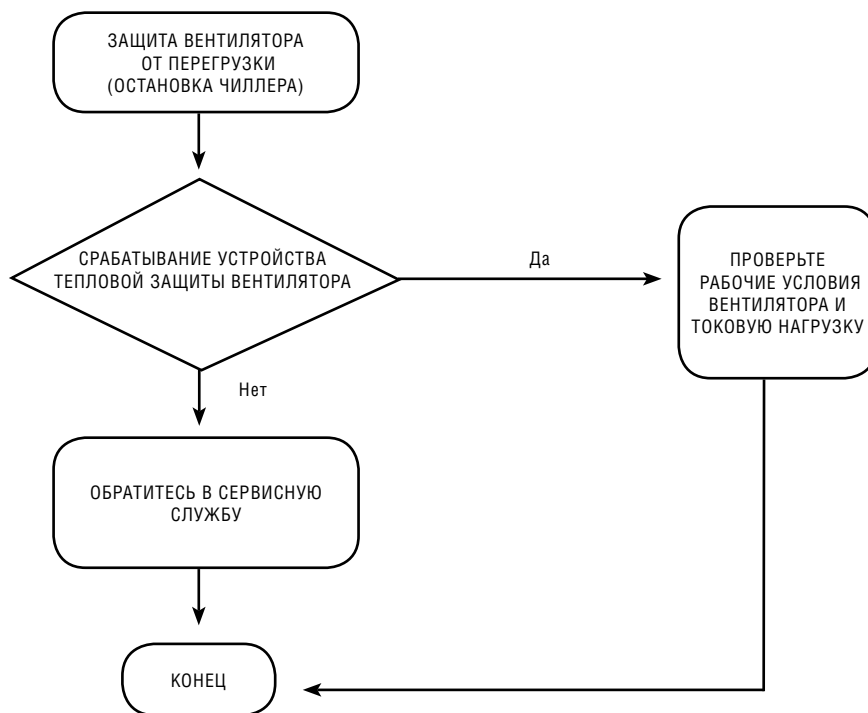 ЗАЩИТА ВЕНТИЛЯТОРА
ОТ ПЕРЕГРУЗКИ
(ОСТАНОВКА ЧИЛЛЕРА)
СРАБАТЫВАНИЕ УСТРОЙСТВА
ТЕПЛОВОЙ ЗАЩИТЫ ВЕНТИЛЯТОРА
Да
ПРОВЕРЬТЕ
РАБОЧИЕ УСЛОВИЯ
ВЕНТИЛЯТОРА И
ТОКОВУЮ НАГРУЗКУ
Нет
ОБРАТИТЕСЬ В СЕРВИСНУЮ
СЛУЖБУ
КОНЕЦ